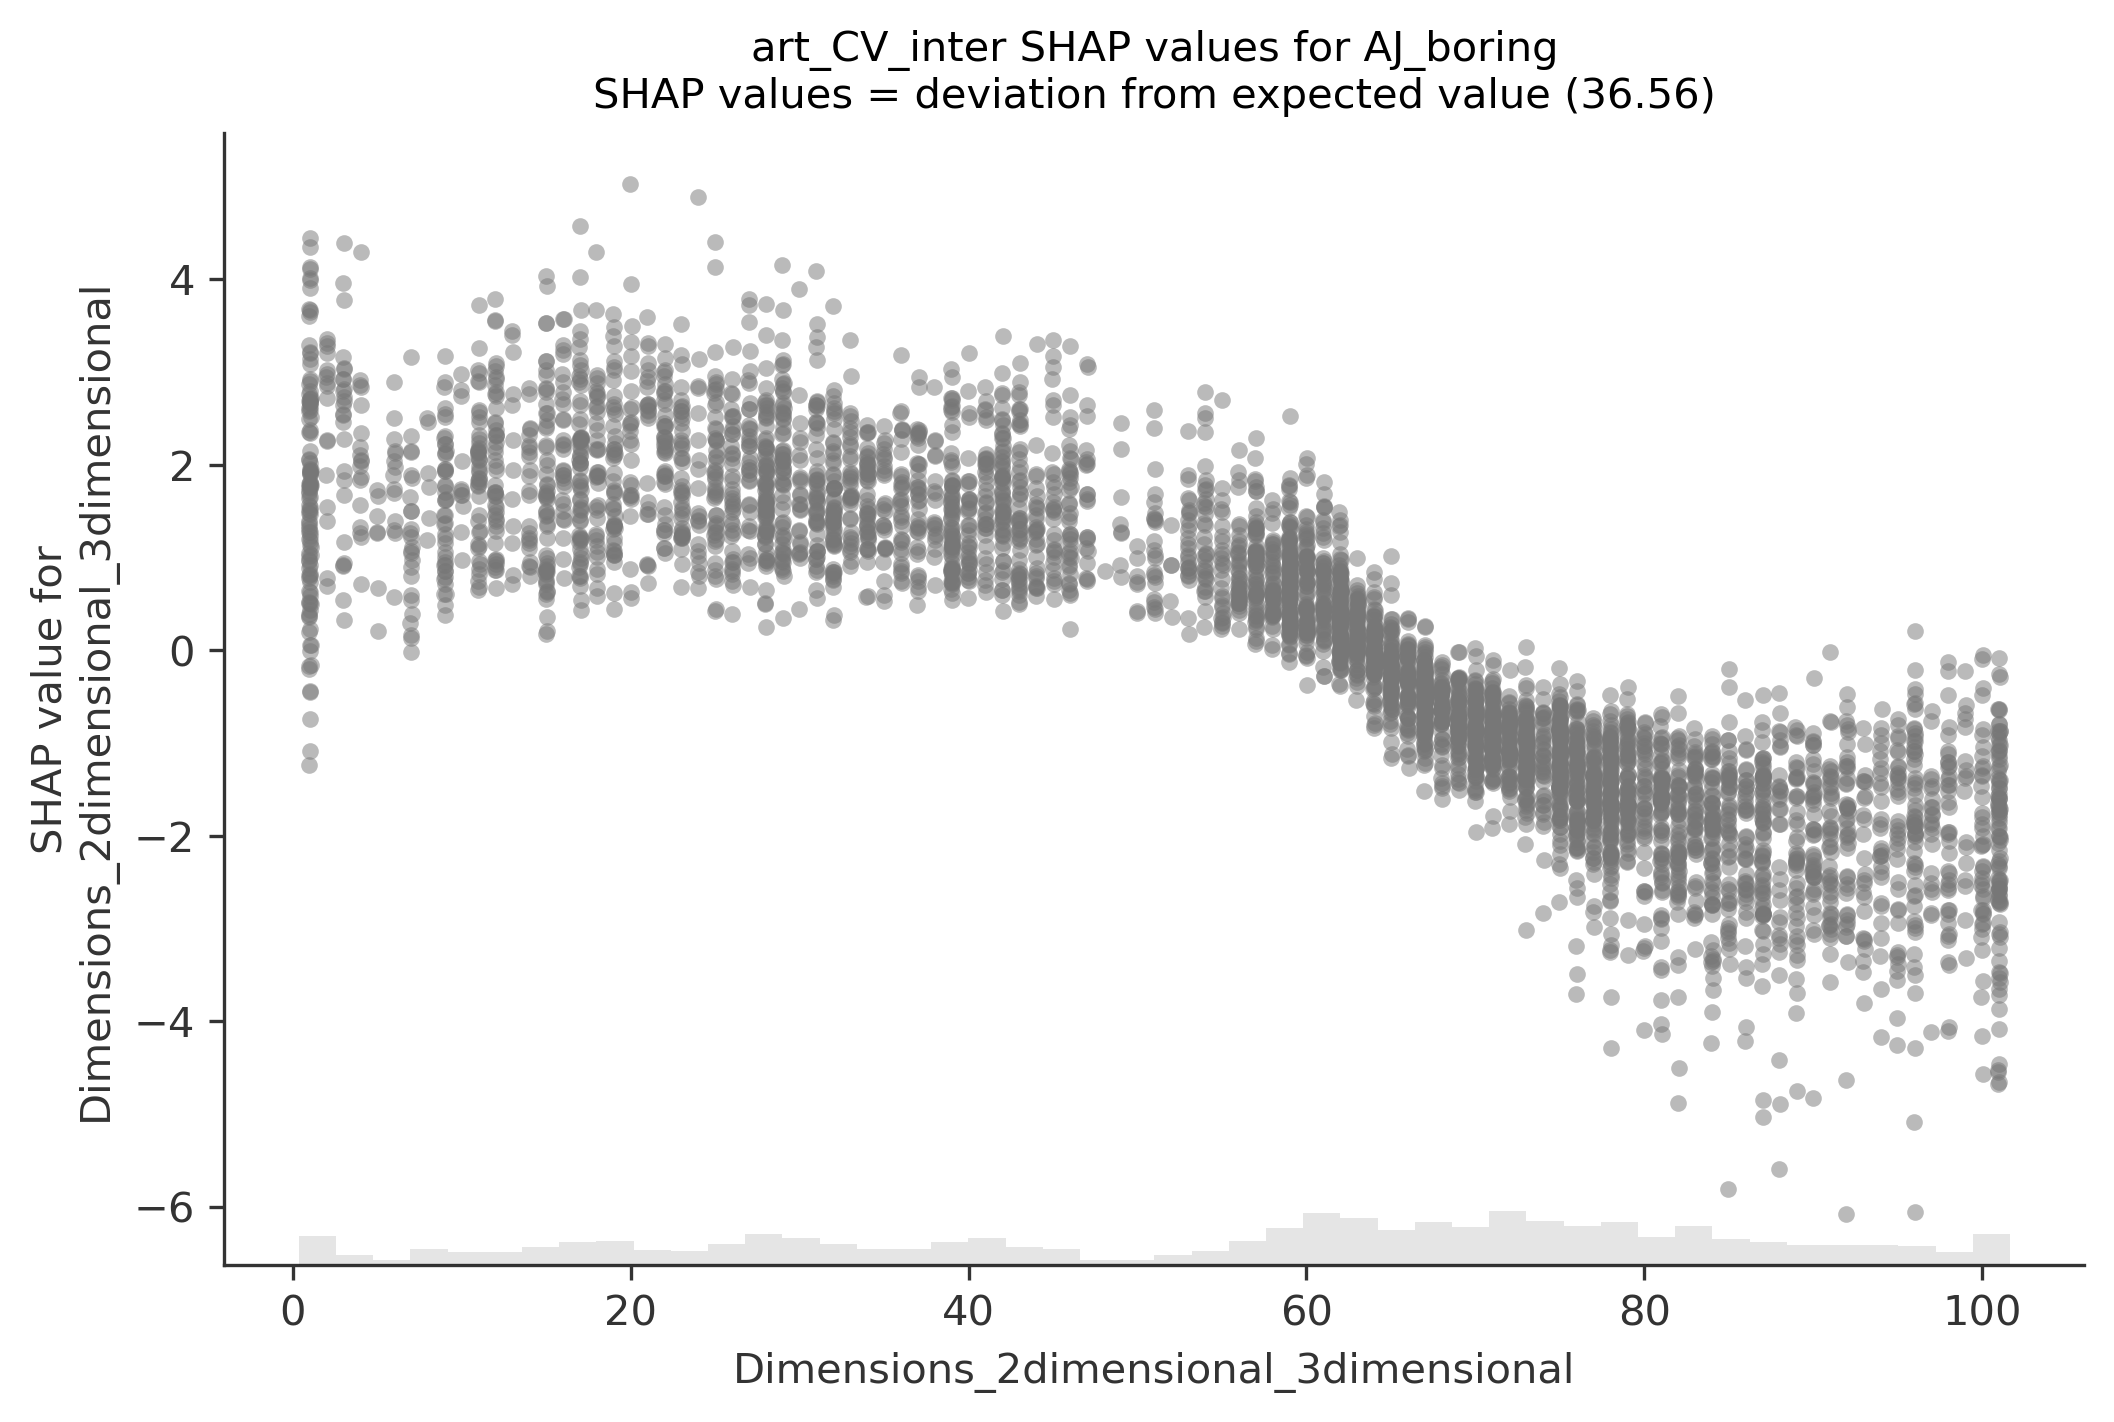 art_CV_inter SHAP values for AJ_boring
SHAP values = deviation from expected value (36.56)
SHAP value for
Dimensions_2dimensional_3dimensional
4
2
0
−2
−4
−6
0 20 40 60 80 100
Dimensions_2dimensional_3dimensional